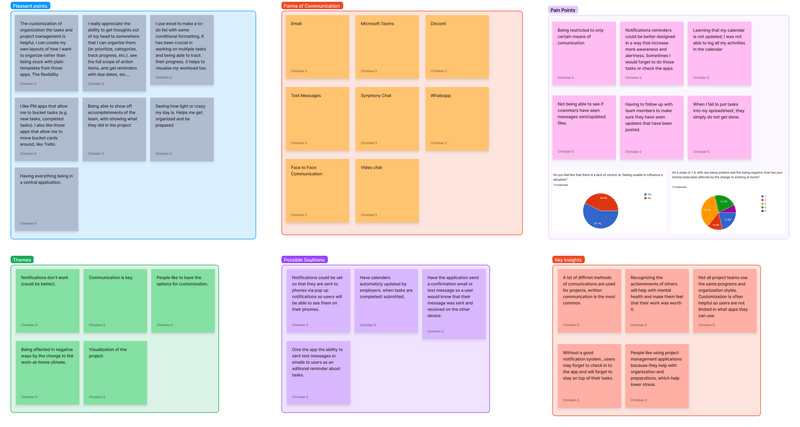 Pleasant points
The customization of
organization the tasks and
project management is
helpful. I can create my
own layouts of how I want
to organize rather than
being stuck with plain
templates from those
apps. The flexibility
Christian S
I really appreciate the
ability to get thoughts out
of my head to somewhere
that I can organize them
(ie: prioritize, categorize,
track progress, etc.), see
the full scope of action
items, and get reminders
with due dates, etc...
Christian S
I use excel to make a to-
do list with some
conditional formatting. It
has been crucial in
working on multiple tasks
and being able to track
their progress. It helps to
visualize my workload too.
Christian S
I like PM apps that allow
me to bucket tasks (e.g.
new tasks, completed
tasks). I also like those
apps that allow me to
move bucket cards
around, like Trello.
Christian S
Being able to show off
accomplishments of the
team, with showing what
they did in the project
Christian S
Seeing how light or crazy
my day is. Helps me get
organized and be
prepared
Christian S
Having everything being in
a central application.
Christian S
Forms of Communication
Email
Christian S
Microsoft Teams
Christian S
Discord
Christian S
Text Messages
Christian S
Symphony Chat
Christian S
Whatsapp
Christian S
Face to Face
Communication
Christian S
Video chat
Christian S
Pain Points
Being restricted to only
certain means of
comunication
Christian S
Notifications reminders
could be better designed
in a way that increase
more awareness and
alertness. Sometimes I
would forget to do those
tasks or check the apps.
Christian S
Learning that my calendar
is not updated; I was not
able to log all my activities
in the calendar
Christian S
Not being able to see if
coworkers have seen
messages sent/updated
files.
Christian S
Having to follow up with
team members to make
sure they have seen
updates that have been
posted.
Christian S
When I fail to put tasks
into my spreadsheet, they
simply do not get done.
Christian S
Themes
Notifications don't work
(could be better).
Christian S
Communication is key.
Christian S
People like to have the
options for customization.
Christian S
Being affected in negative
ways by the change to the
work-at-home climate.
Christian S
Visualization of the
project.
Christian S
Possible Soultions
Notifications could be set
so that they are sent to
phones via pop up
notifications so users will
be able to see them on
their phones.
Christian S
Have calenders
automaticly updated by
employers. when tasks
are completed/ submitted.
Christian S
Have the application send
a confirmation email or
text message so a user
would know that their
message was sent and
received on the other
device.
Christian S
Give the app the ability to
sent text messages or
emails to users as an
aditional reminder about
tasks.
Christian S
Key Insights
A lot of diffrnet methods
of comunications are used
for projects, written
communication is the most
common.
Christian S
Recognizing the
achievements of others
will help with mental
health and make them feel
that their work was worth
it.
Christian S
Not all project teams use
the same programs and
organization styles.
Customization is often
helpful so users are not
limited in what apps they
can use.
Christian S
Without a good
notification system, users
may forget to check in to
the app and will forget to
stay on top of their tasks.
Christian S
People like using project
management applications
because they help with
organization and
preparations, which help
lower stress.
Christian S